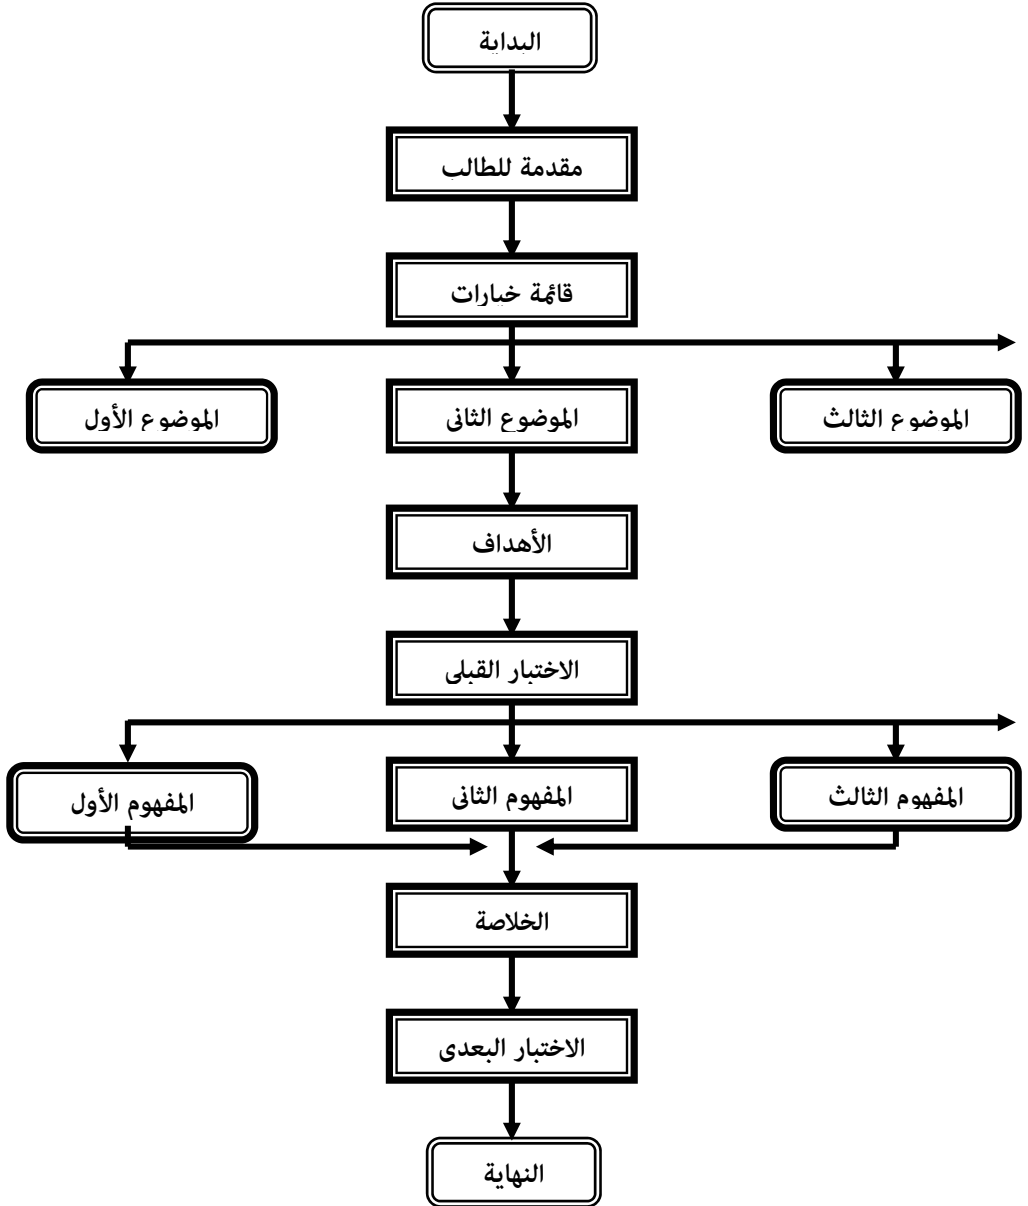 البداية
مقدمة للطالب
قائمة خيارات
الموضوع الأول
الموضوع الثانى
الموضوع الثالث
الأهداف
الاختبار القبلى
المفهوم الأول
المفهوم الثانى
المفهوم الثالث
الخلاصة
الاختبار البعدى
النهاية